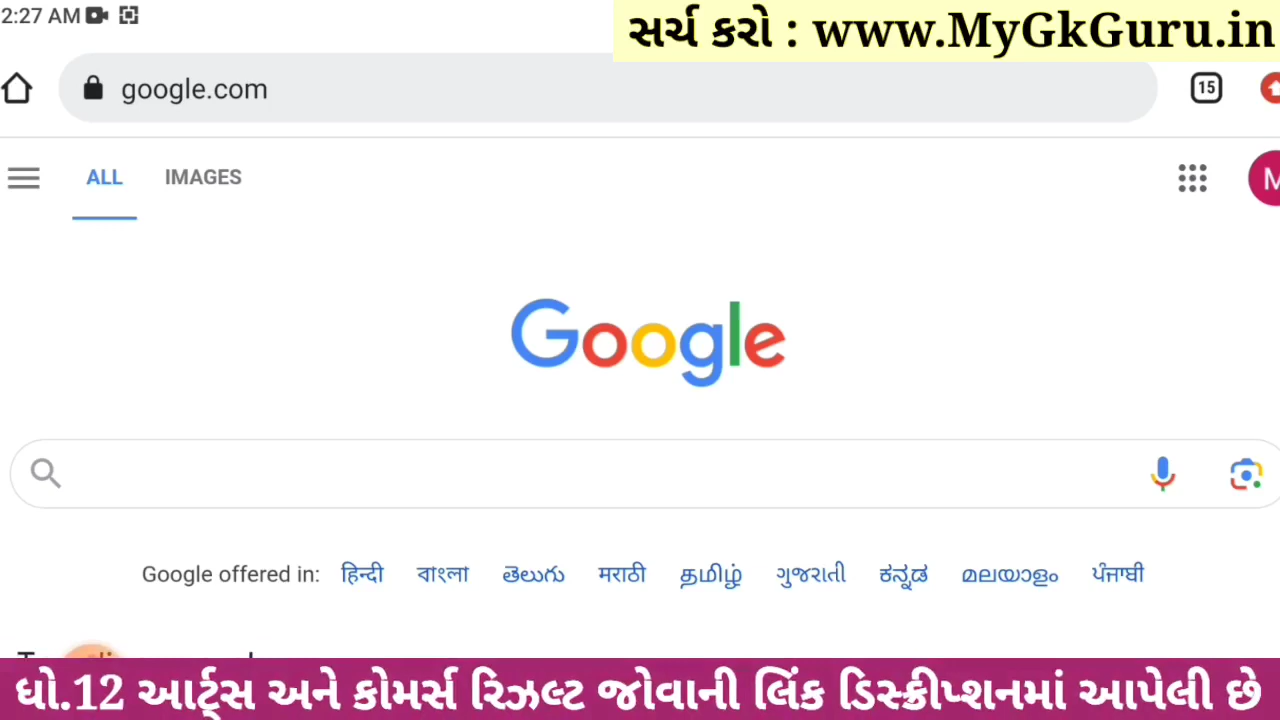 2:27 AM
સર્ચ કરો : www.MyGkGuru.in
google.com
15
ALL IMAGES
M
Google
Google offered in: हिन्दी বাংলা తెలుగు मराठी தமிழ் ગુજરાતી ಕನ್ನಡ മലയാളം ਪੰਜਾਬੀ
ધો.12 આર્ટ્સ અને કોમર્સ રિઝલ્ટ જોવાની લિંક ડિસ્ક્રીપ્શનમાં આપેલી છે